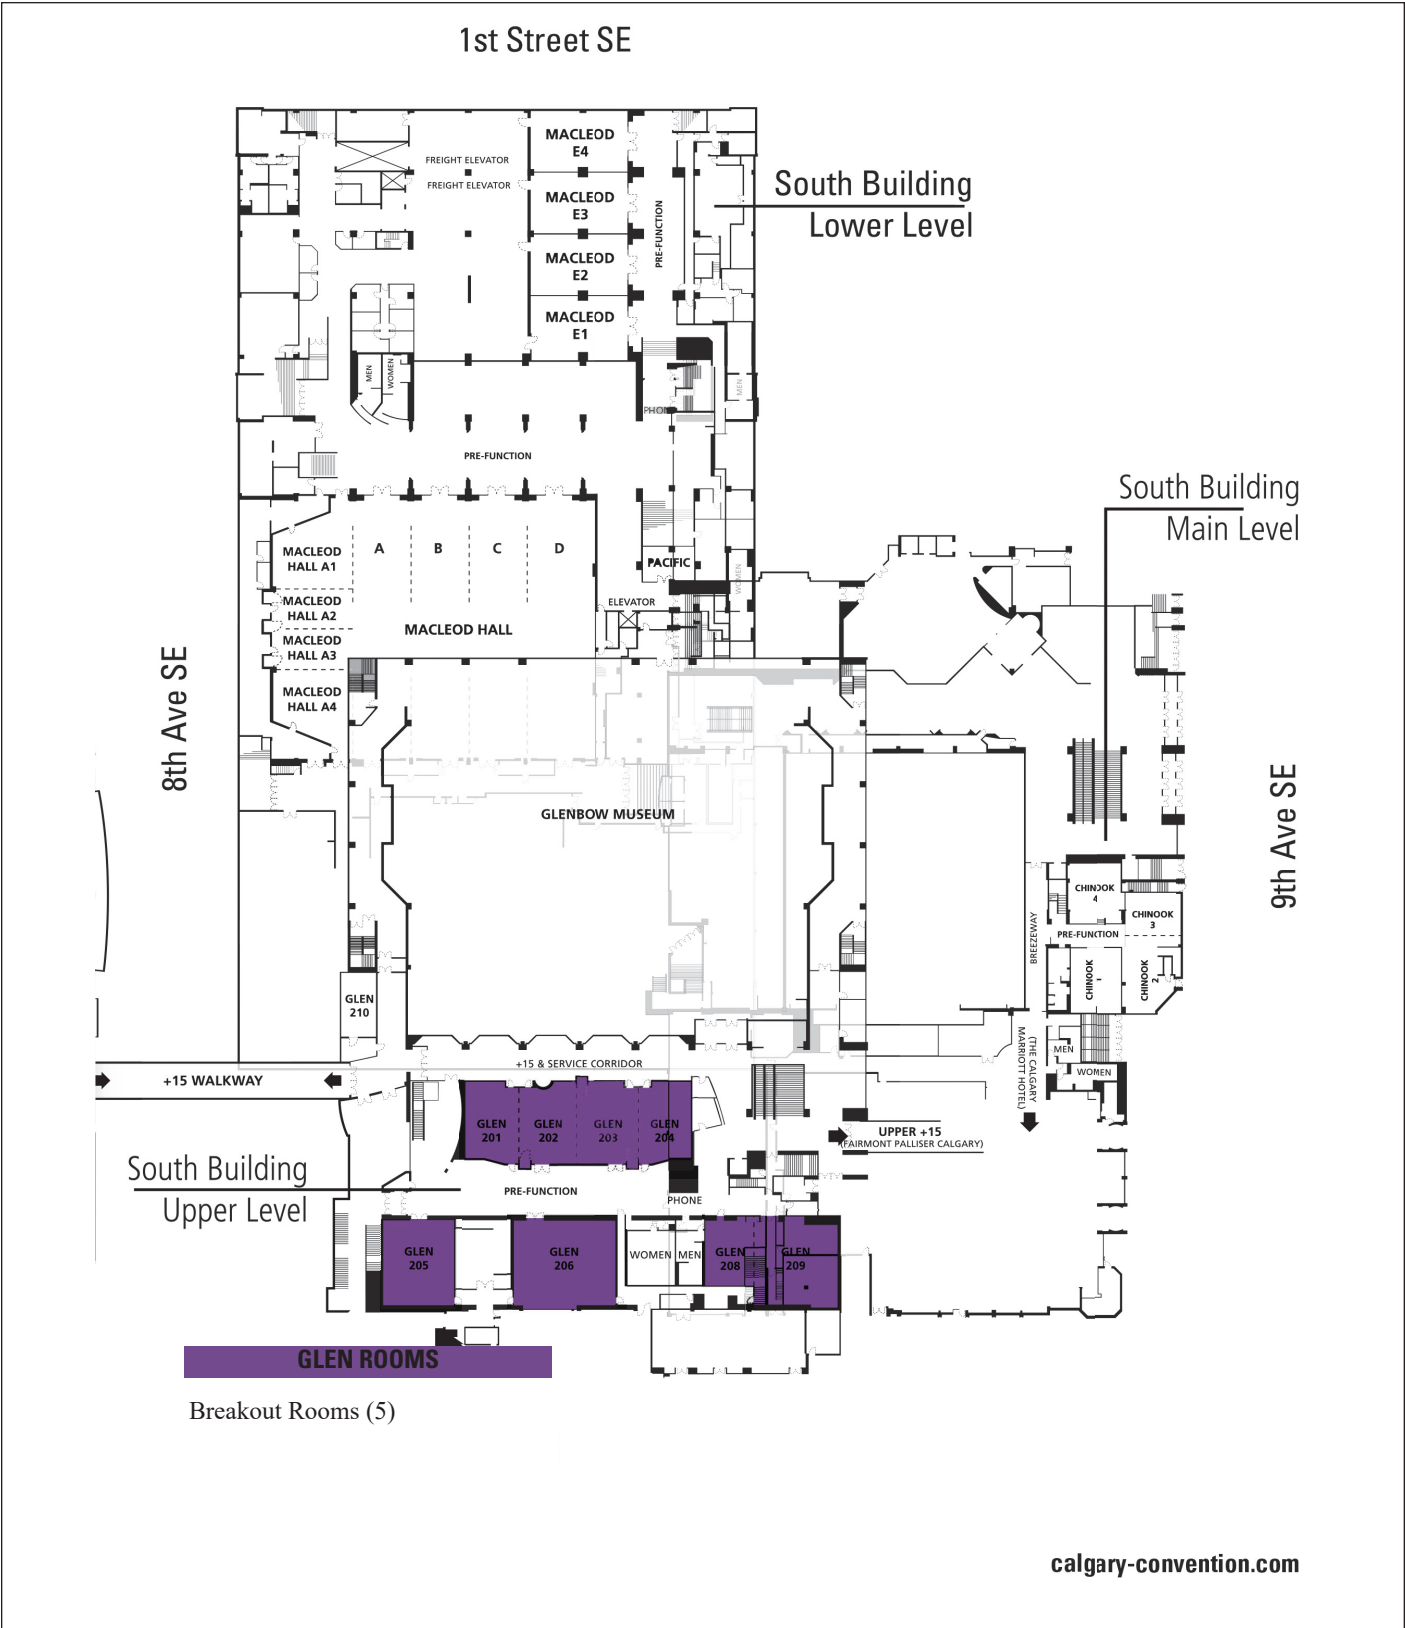 1st Street SE
MACLEOD
E4
FREIGHT ELEVATOR
FREIGHT ELEVATOR
MACLEOD
E3
PRE-FUNCTION
South Building
Lower Level
MACLEOD
E2
MACLEOD
E1
MEN
WOMEN
MEN
PHONE
PRE-FUNCTION
South Building
Main Level
A
B
C
D
MACLEOD
HALL A1
PACIFIC
WOMEN
MACLEOD
HALL A2
ELEVATOR
MACLEOD HALL
MACLEOD
HALL A3
MACLEOD
HALL A4
8th Ave SE
9th Ave SE
GLENBOW MUSEUM
CHINOOK
4
CHINOOK
3
BREEZEWAY
PRE-FUNCTION
CHINOOK
1
CHINOOK
2
GLEN
210
(THE CALGARY
MARRIOTT HOTEL)
MEN
WOMEN
+15 & SERVICE CORRIDOR
+15 WALKWAY
GLEN
201
GLEN
202
GLEN
203
GLEN
204
UPPER +15
(FAIRMONT PALLISER CALGARY)
South Building
Upper Level
PRE-FUNCTION
PHONE
GLEN
205
GLEN
206
WOMEN
MEN
GLEN
208
GLEN
209
GLEN ROOMS
Breakout Rooms (5)
calgary-convention.com